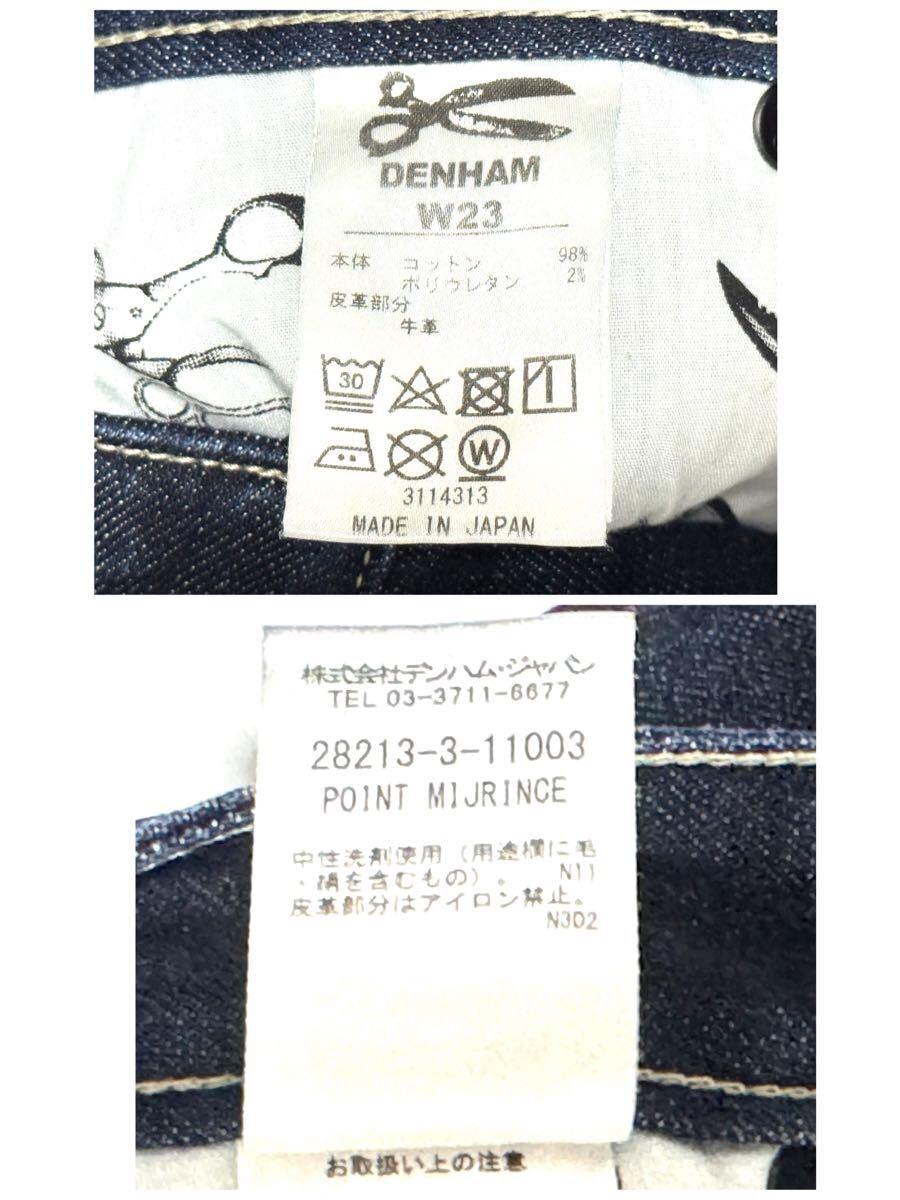 DENHAM
W23
本体 コットン 98%
ポリウレタン 2%
皮革部分
牛革
30
W
3114313
MADE IN JAPAN
株式会社デンハム・ジャパン
TEL 03-3711-6677
28213-3-11003
POINT MIJRINCE
中性洗剤使用(用途欄に毛
・絹を含むもの)。 N11
皮革部分はアイロン禁止。
N302
お取扱い上の注意